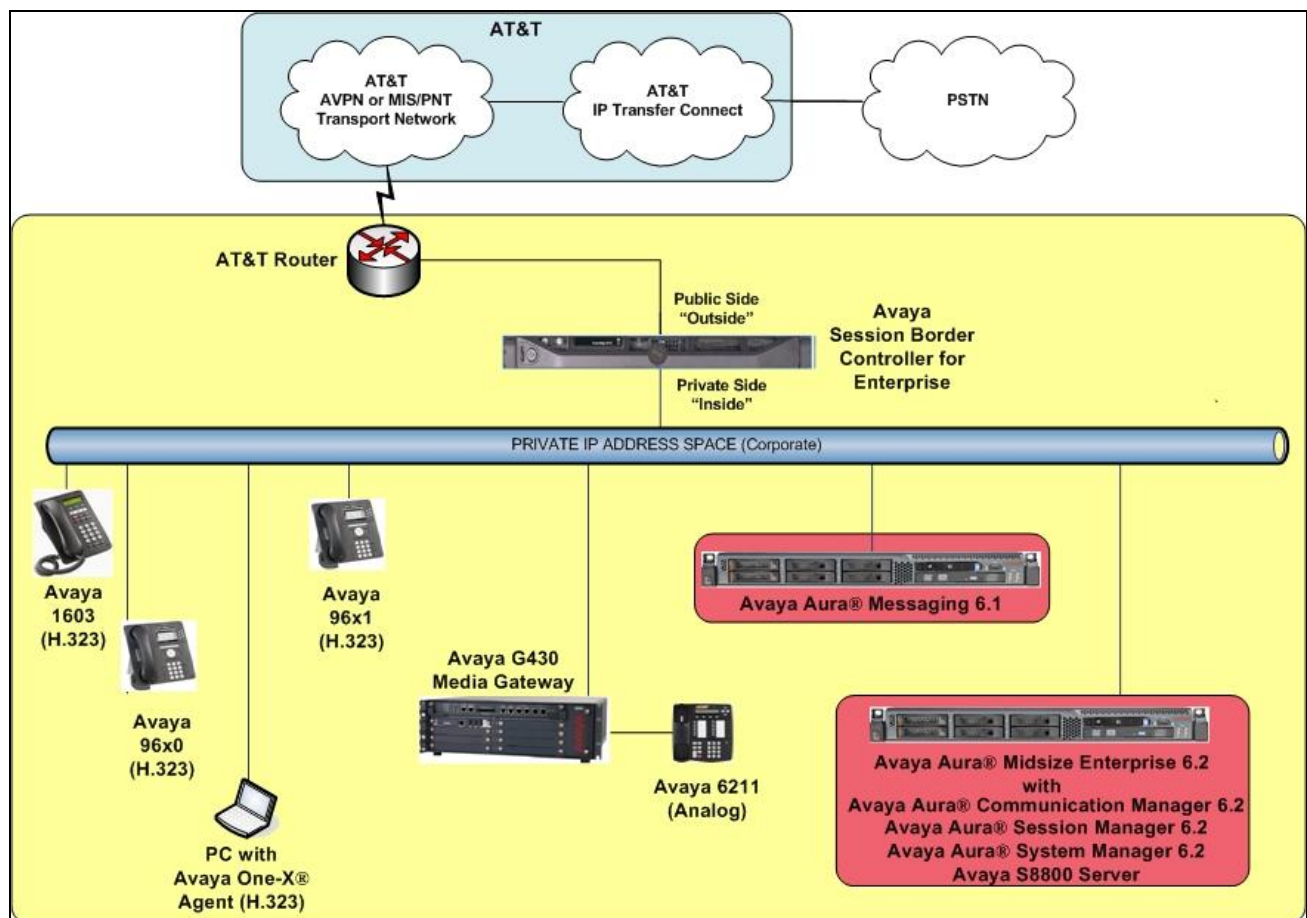 AT&T
AT&T
AVPN or MIS/PNT
Transport Network
AT&T
IP Transfer Connect
PSTN
AT&T Router
Public Side
“Outside”
Avaya
Session Border
Controller for
Enterprise
Private Side
“Inside”
PRIVATE IP ADDRESS SPACE (Corporate)
Avaya
1603
(H.323)
Avaya
96x0
(H.323)
PC with
Avaya One-X®
Agent (H.323)
Avaya
96x1
(H.323)
Avaya G430
Media Gateway
Avaya 6211
(Analog)
Avaya Aura® Messaging 6.1
Avaya Aura® Midsize Enterprise 6.2
with
Avaya Aura® Communication Manager 6.2
Avaya Aura® Session Manager 6.2
Avaya Aura® System Manager 6.2
Avaya S8800 Server